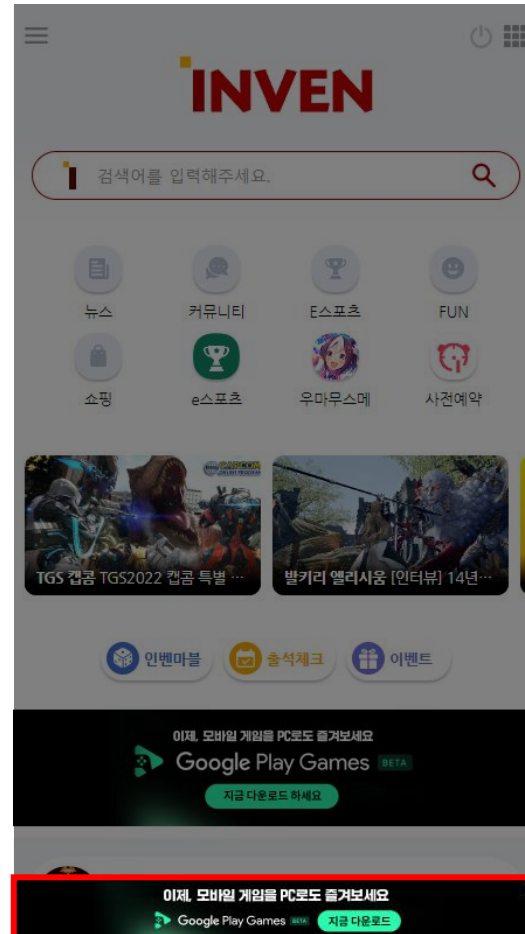 INVEN
검색어를 입력해주세요.
뉴스
커뮤니티
E스포츠
FUN
쇼핑
e스포츠
우마무스메
사전예약
CAPCOM
ONLINE PROGRAM
TGS 캡콤 TGS2022 캡콤 특별 ···
발키리 엘리시움 [인터뷰] 14년···
인벤마블
출석체크
이벤트
이제, 모바일 게임을 PC로도 즐겨보세요
Google Play Games BETA
지금 다운로드 하세요
이제, 모바일 게임을 PC로도 즐겨보세요
Google Play Games BETA 지금 다운로드